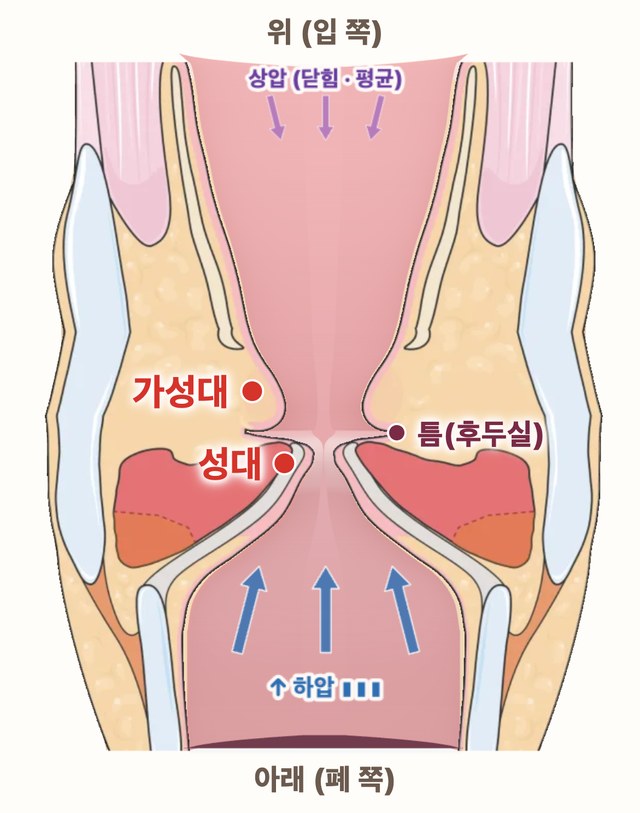 위 (입 쪽)
상압 (닫힘 · 평균)
가성대
틈(후두실)
성대
↑ 하압 ▮▮▮
아래 (폐 쪽)